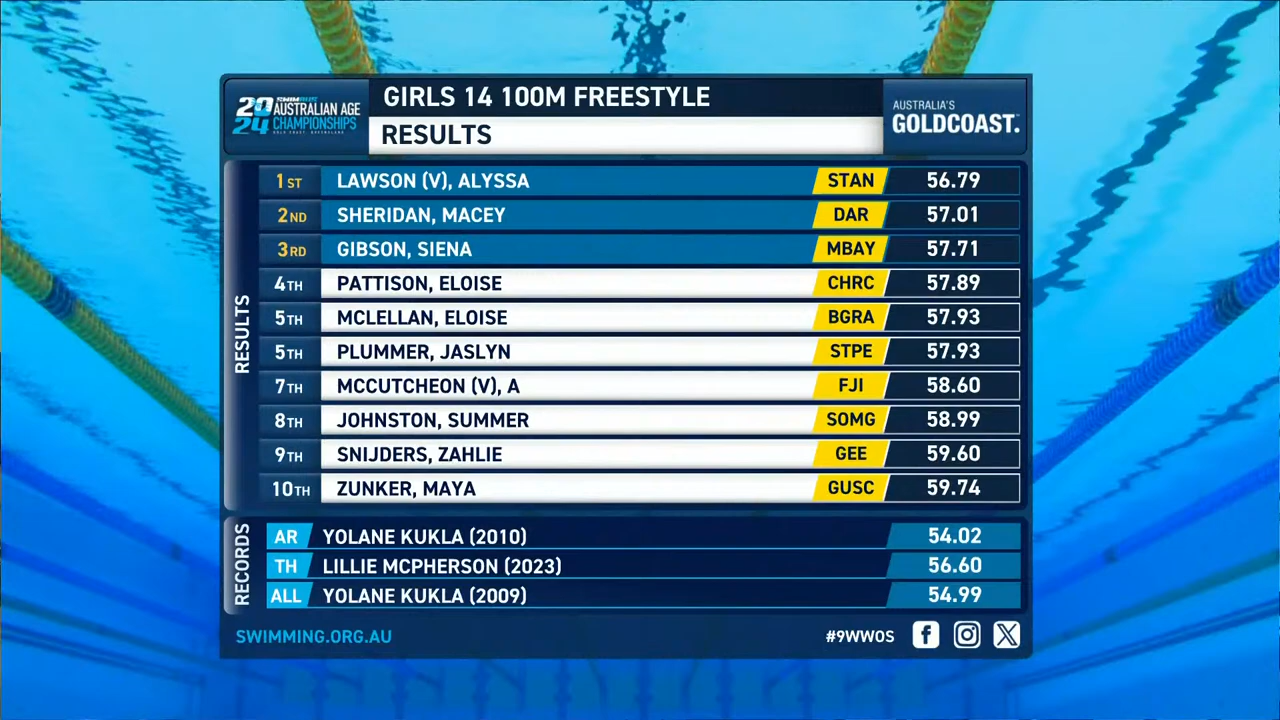 SWIMMING
2024 AUSTRALIAN AGE
CHAMPIONSHIPS
GOLD COAST, QUEENSLAND
GIRLS 14 100M FREESTYLE
RESULTS
AUSTRALIA'S
GOLDCOAST.
RESULTS
1ST LAWSON (V), ALYSSA STAN 56.79
2ND SHERIDAN, MACEY DAR 57.01
3RD GIBSON, SIENA MBAY 57.71
4TH PATTISON, ELOISE CHRC 57.89
5TH MCLELLAN, ELOISE BGRA 57.93
5TH PLUMMER, JASLYN STPE 57.93
7TH MCCUTCHEON (V), A FJI 58.60
8TH JOHNSTON, SUMMER SOMG 58.99
9TH SNIJDERS, ZAHLIE GEE 59.60
10TH ZUNKER, MAYA GUSC 59.74
RECORDS
AR YOLANE KUKLA (2010) 54.02
TH LILLIE MCPHERSON (2023) 56.60
ALL YOLANE KUKLA (2009) 54.99
SWIMMING.ORG.AU #9WWOS